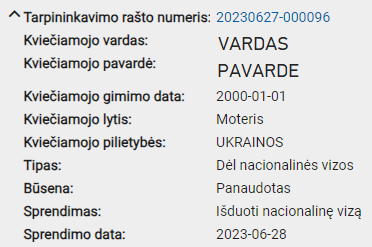 Tarpininkavimo rašto numeris: 20230627-000096
Kviečiamojo vardas: VARDAS
Kviečiamojo pavardė: PAVARDE
Kviečiamojo gimimo data: 2000-01-01
Kviečiamojo lytis: Moteris
Kviečiamojo pilietybės: UKRAINOS
Tipas: Dėl nacionalinės vizos
Būsena: Panaudotas
Sprendimas: Išduoti nacionalinę vizą
Sprendimo data: 2023-06-28